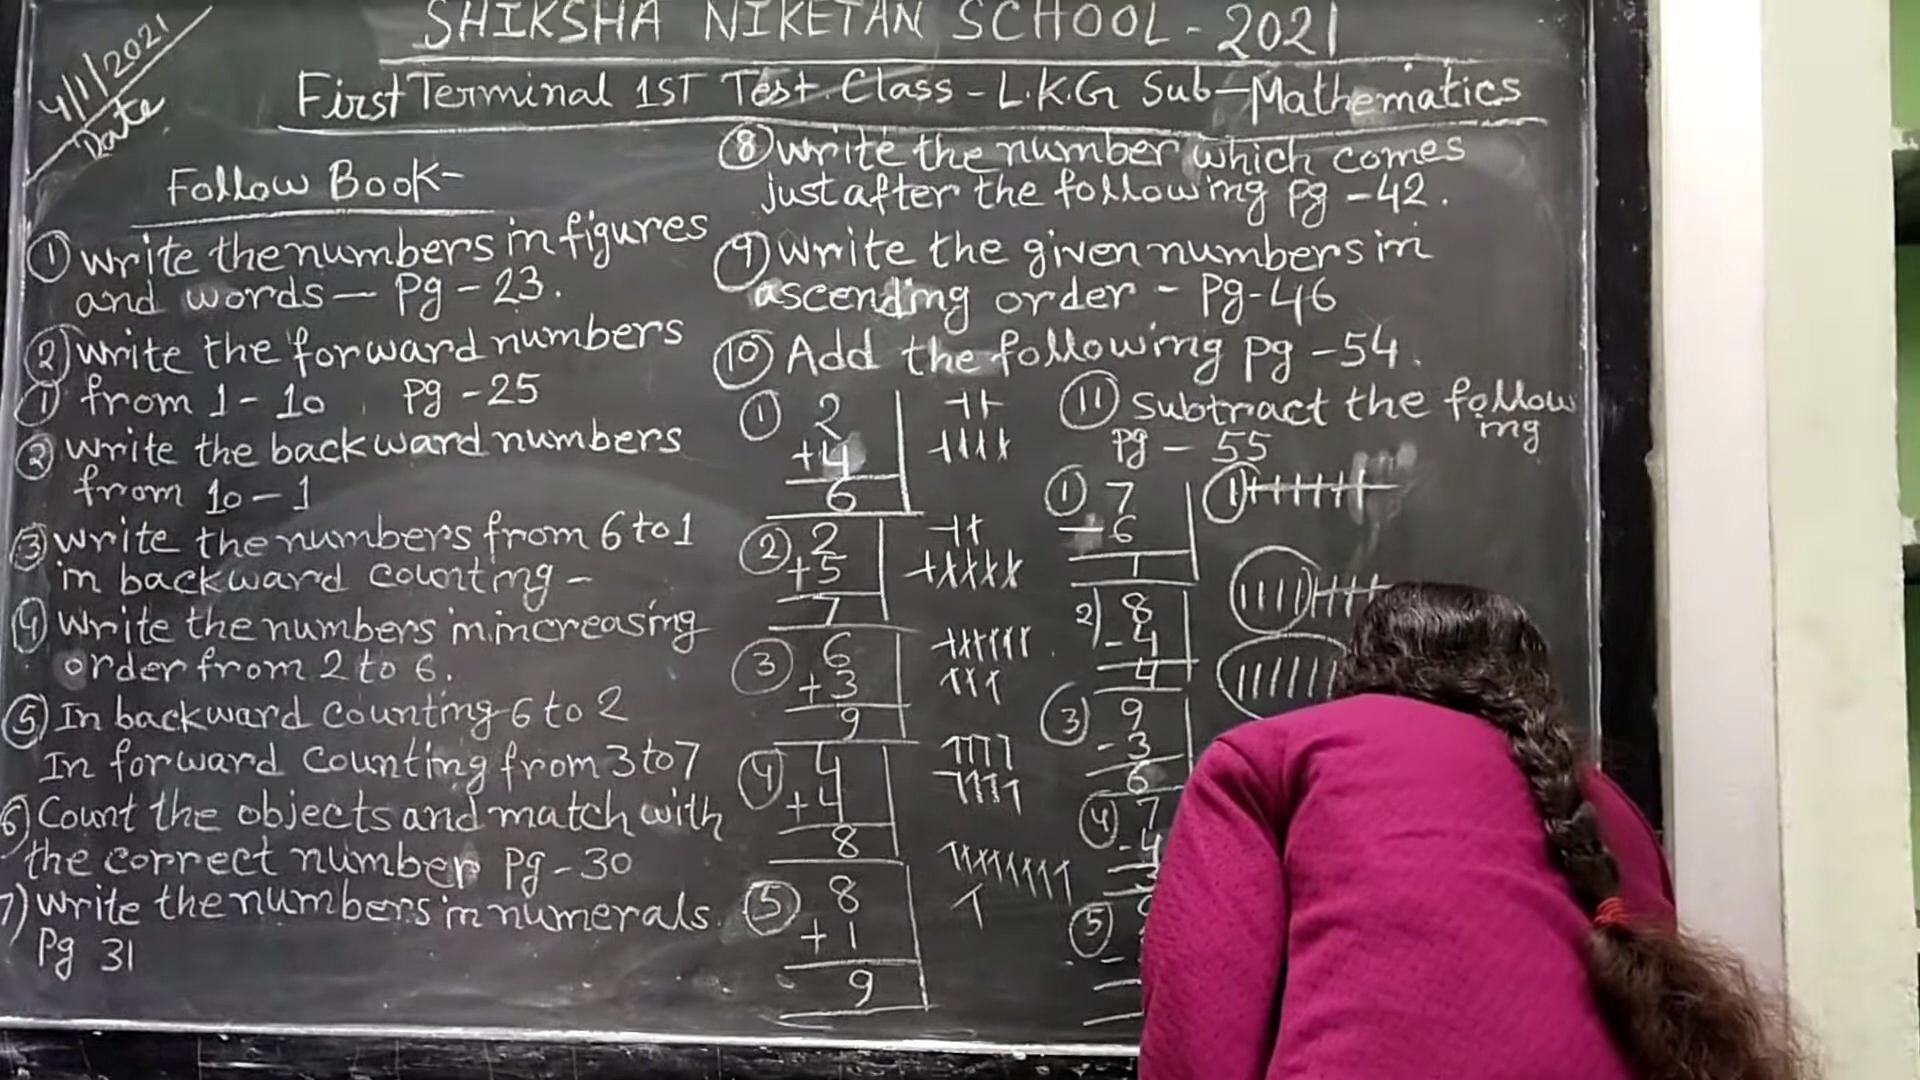 4/1/2021
Date
SHIKSHA NIKETAN SCHOOL - 2021
First Terminal 1ST Test. Class - L.K.G Sub - Mathematics
Follow Book -
① Write the numbers in figures
and words - Pg - 23.
② Write the forward numbers
① from 1 - 10 Pg - 25
② Write the backward numbers
from 10 - 1
③ Write the numbers from 6 to 1
in backward counting -
④ Write the numbers in increasing
order from 2 to 6.
⑤ In backward counting 6 to 2
In forward counting from 3 to 7
⑥ Count the objects and match with
the correct number Pg - 30
7) Write the numbers in numerals.
Pg 31
⑧ Write the number which comes
just after the following Pg - 42.
⑨ Write the given numbers in
ascending order - Pg - 46
⑩ Add the following Pg - 54.
① 2
+4
6
② 2
+5
7
③ 6
+3
9
④ 4
+4
8
⑤ 8
+1
9
⑪ Subtract the follow
ing
Pg - 55
① 7
- 6
1
①
2) 8
- 4
4
③ 9
- 3
6
④ 7
- 4
3
⑤
-